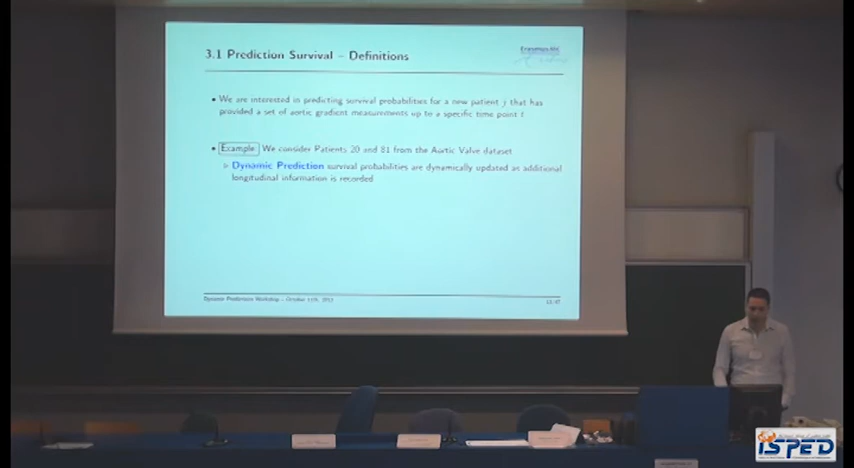 3.1 Prediction Survival – Definitions
Erasmus MC
• We are interested in predicting survival probabilities for a new patient j that has
provided a set of aortic gradient measurements up to a specific time point t
• Example: We consider Patients 20 and 81 from the Aortic Valve dataset
▷ Dynamic Prediction survival probabilities are dynamically updated as additional
longitudinal information is recorded
Dynamic Predictions Workshop – October 11th, 2013
ISPED